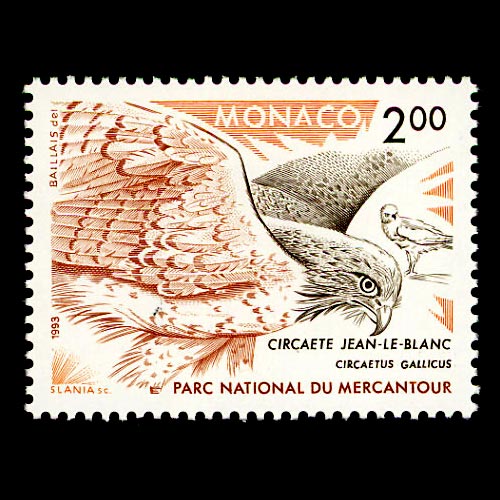 MONACO 2.00
BAILLAIS del.
1993
CIRCAETE JEAN-LE-BLANC
CIRCAETUS GALLICUS
SLANIA sc.
PARC NATIONAL DU MERCANTOUR